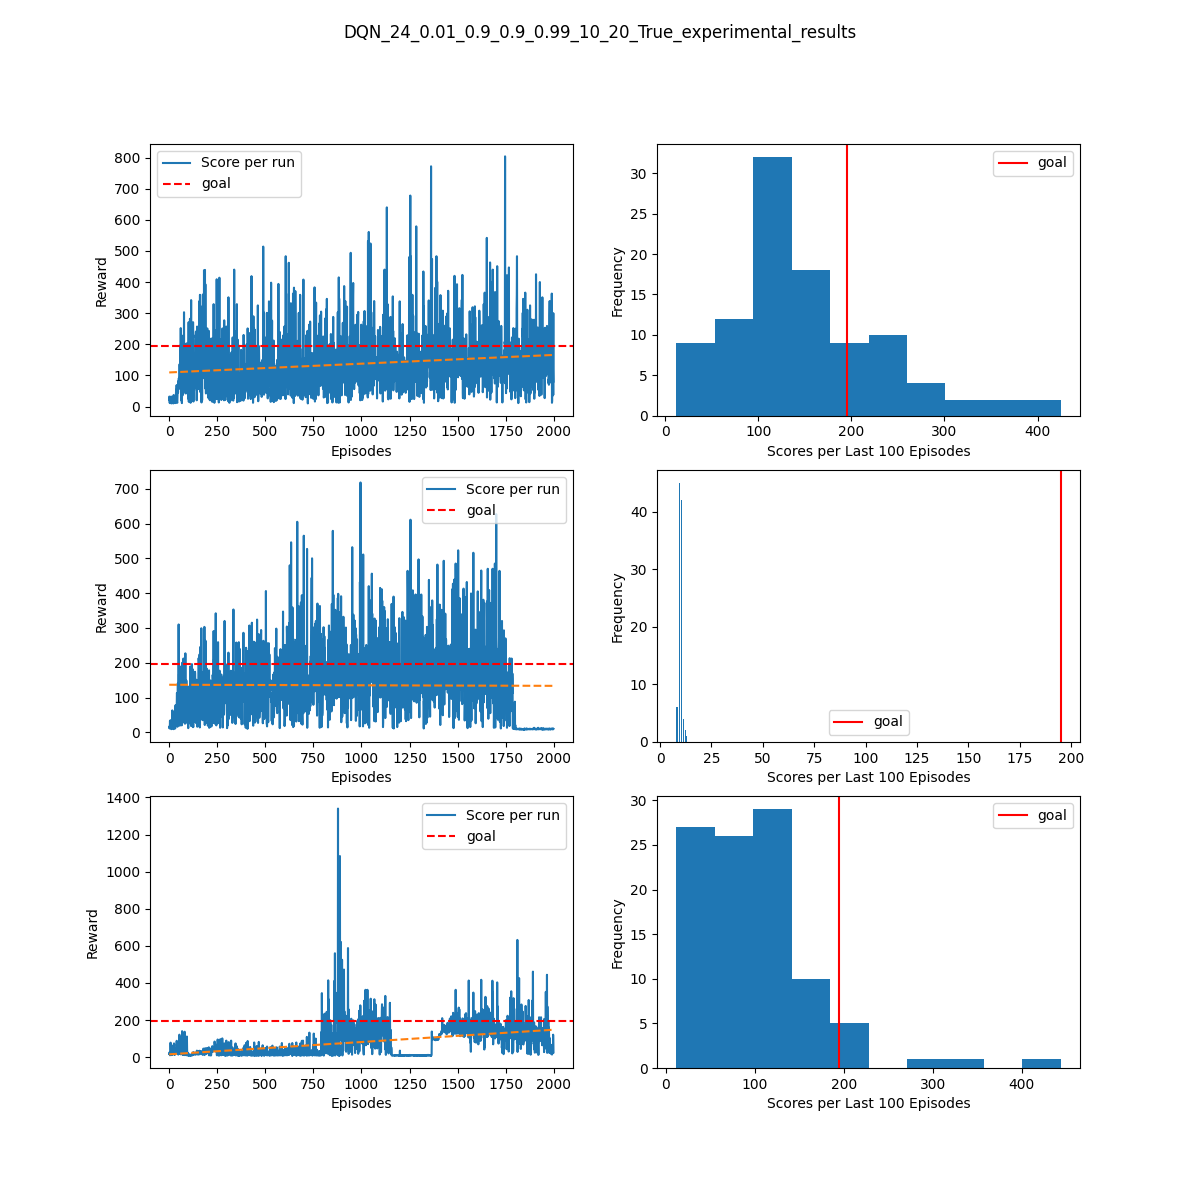 DQN_24_0.01_0.9_0.9_0.99_10_20_True_experimental_results
Score per run
goal
800
700
600
500
400
300
200
100
0
Reward
0 250 500 750 1000 1250 1500 1750 2000
Episodes
goal
30
25
20
15
10
5
0
Frequency
0 100 200 300 400
Scores per Last 100 Episodes
Score per run
goal
700
600
500
400
300
200
100
0
Reward
0 250 500 750 1000 1250 1500 1750 2000
Episodes
40
30
20
10
0
Frequency
goal
0 25 50 75 100 125 150 175 200
Scores per Last 100 Episodes
Score per run
goal
1400
1200
1000
800
600
400
200
0
Reward
0 250 500 750 1000 1250 1500 1750 2000
Episodes
goal
30
25
20
15
10
5
0
Frequency
0 100 200 300 400
Scores per Last 100 Episodes